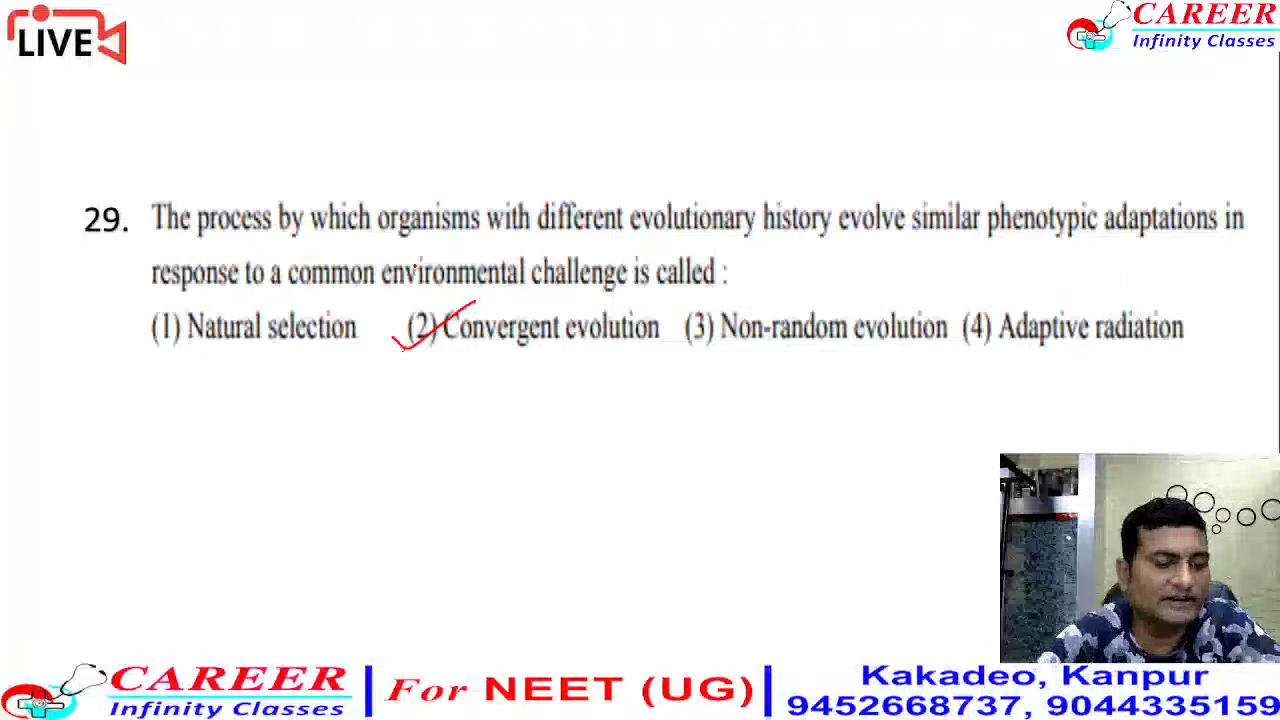 LIVE
CAREER
Infinity Classes
29. The process by which organisms with different evolutionary history evolve similar phenotypic adaptations in
response to a common environmental challenge is called :
(1) Natural selection (2) Convergent evolution (3) Non-random evolution (4) Adaptive radiation
CAREER
Infinity Classes
For NEET (UG)
Kakadeo, Kanpur
9452668737, 9044335159